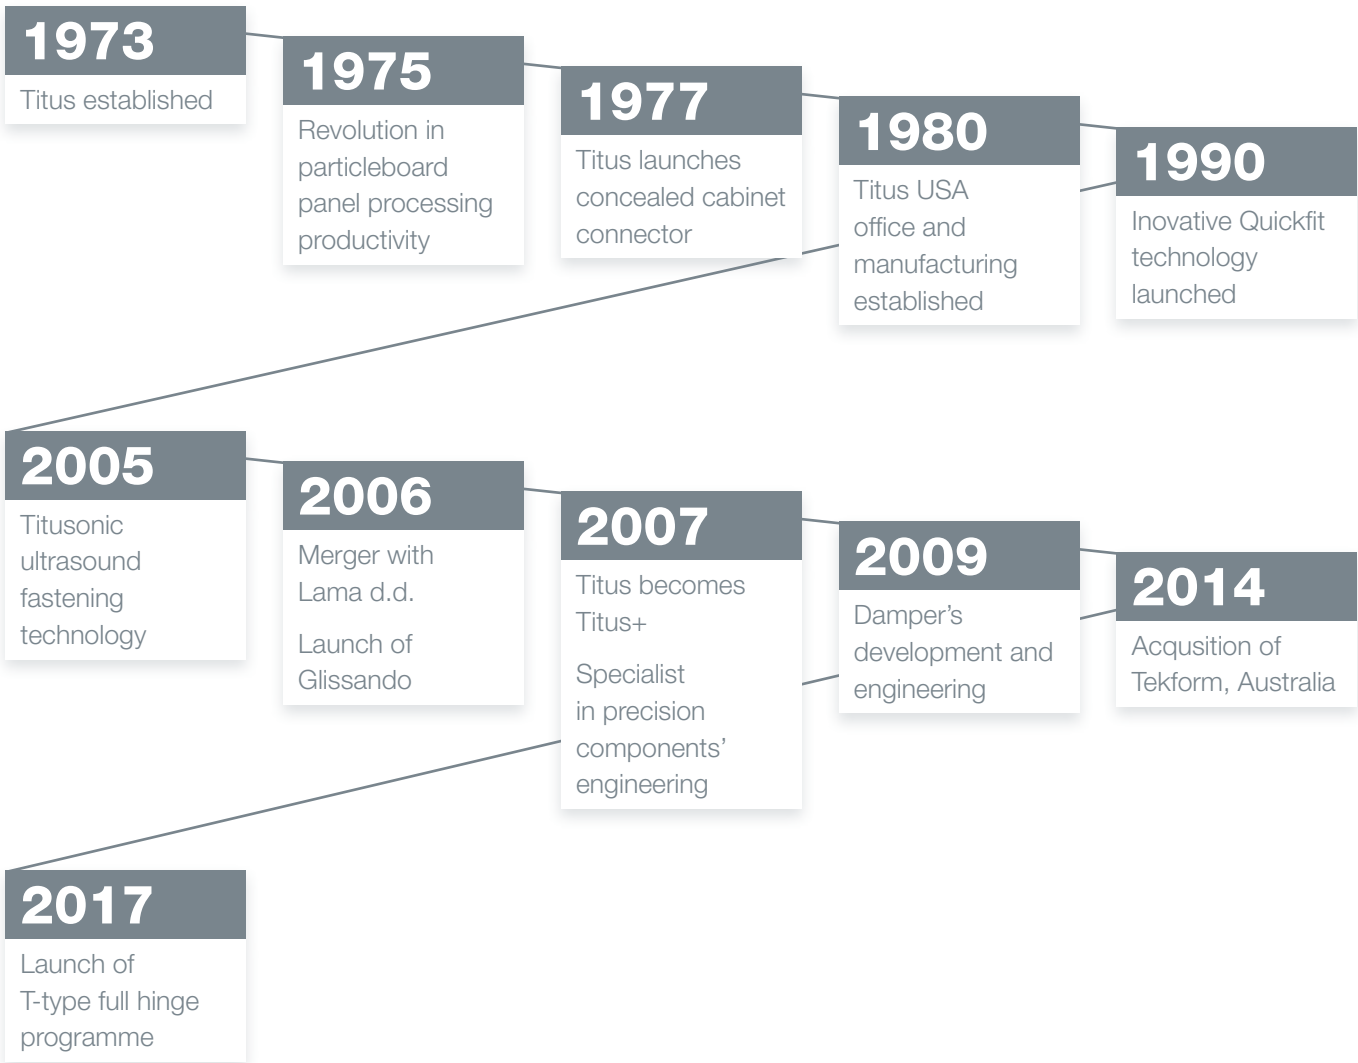 1973
Titus established
1975
Revolution in
particleboard
panel processing
productivity
1977
Titus launches
concealed cabinet
connector
1980
Titus USA
office and
manufacturing
established
1990
Inovative Quickfit
technology
launched
2005
Titusonic
ultrasound
fastening
technology
2006
Merger with
Lama d.d.
Launch of
Glissando
2007
Titus becomes
Titus+
Specialist
in precision
components’
engineering
2009
Damper’s
development and
engineering
2014
Acqusition of
Tekform, Australia
2017
Launch of
T-type full hinge
programme